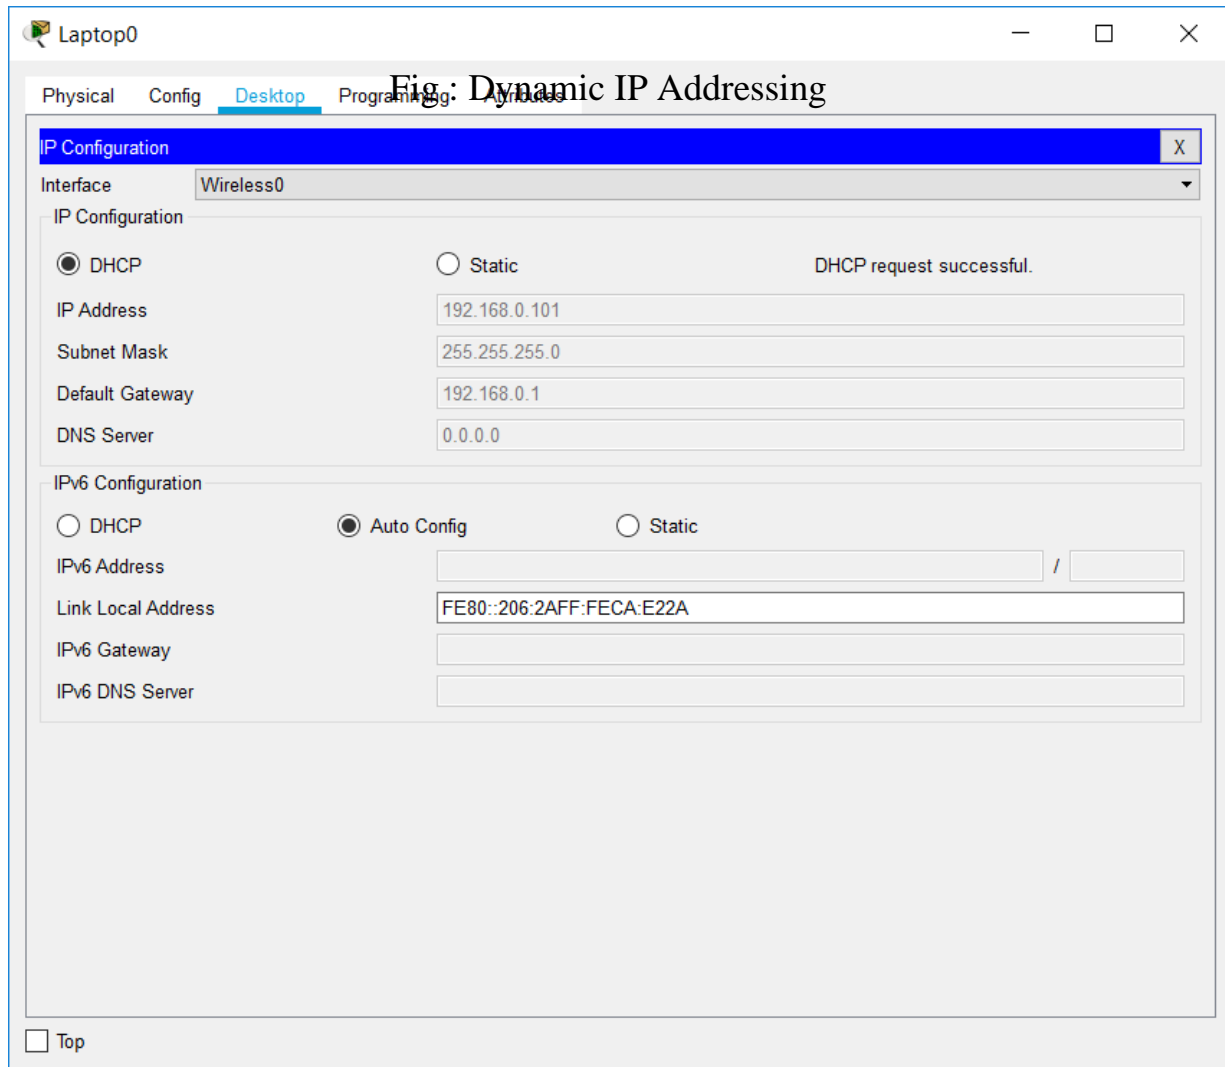 Laptop0
Fig : Dynamic IP Addressing
Physical Config Desktop Programming Attributes
IP Configuration X
Interface Wireless0
IP Configuration
DHCP Static DHCP request successful.
IP Address 192.168.0.101
Subnet Mask 255.255.255.0
Default Gateway 192.168.0.1
DNS Server 0.0.0.0
IPv6 Configuration
DHCP Auto Config Static
IPv6 Address /
Link Local Address FE80::206:2AFF:FECA:E22A
IPv6 Gateway
IPv6 DNS Server
Top